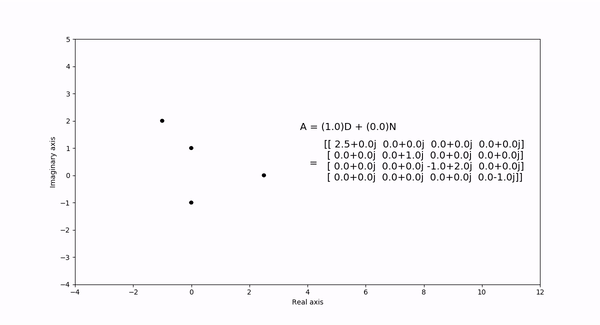 5
4
3
2
1
0
−1
−2
−3
−4
Imaginary axis
A = (1.0)D + (0.0)N
[[ 2.5+0.0j 0.0+0.0j 0.0+0.0j 0.0+0.0j]
[ 0.0+0.0j 0.0+1.0j 0.0+0.0j 0.0+0.0j]
= [ 0.0+0.0j 0.0+0.0j -1.0+2.0j 0.0+0.0j]
[ 0.0+0.0j 0.0+0.0j 0.0+0.0j 0.0-1.0j]]
−4 −2 0 2 4 6 8 10 12
Real axis